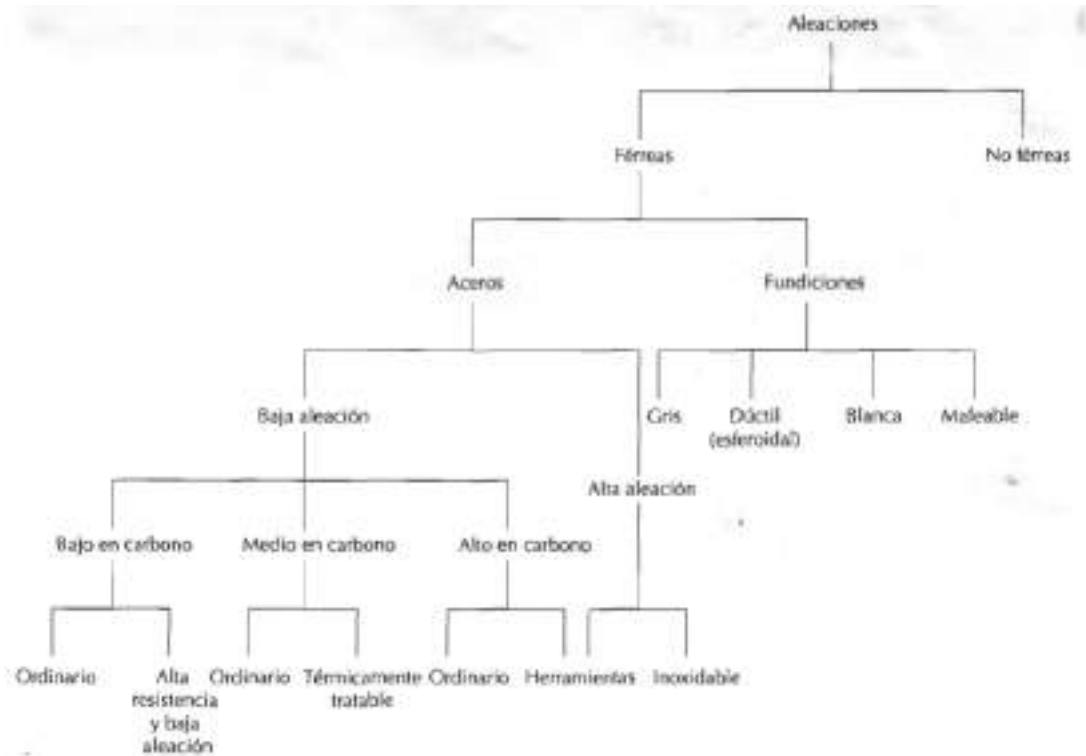 Aleaciones
Férreas
No férreas
Aceros
Fundiciones
Baja aleación
Gris
Dúctil
(esferoidal)
Blanca
Maleable
Alta aleación
Bajo en carbono
Medio en carbono
Alto en carbono
Ordinario
Alta
resistencia
y baja
aleación
Ordinario
Térmicamente
tratable
Ordinario
Herramientas
Inoxidable